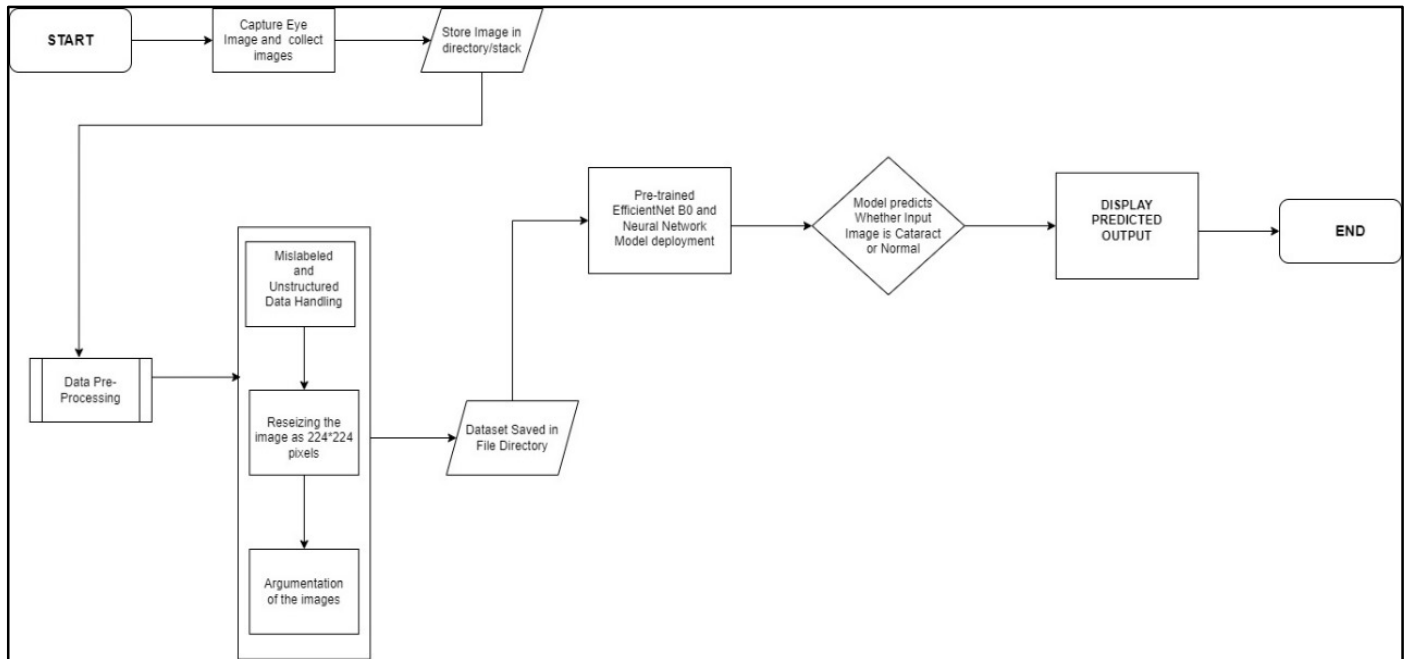 START
Capture Eye
Image and collect
images
Store Image in
directory/stack
Pre-trained
EfficientNet B0 and
Neural Network
Model deployment
Model predicts
Whether Input
Image is Cataract
or Normal
DISPLAY
PREDICTED
OUTPUT
END
Mislabeled
and
Unstructured
Data Handling
Data Pre-
Processing
Reseizing the
image as 224*224
pixels
Dataset Saved in
File Directory
Argumentation
of the images